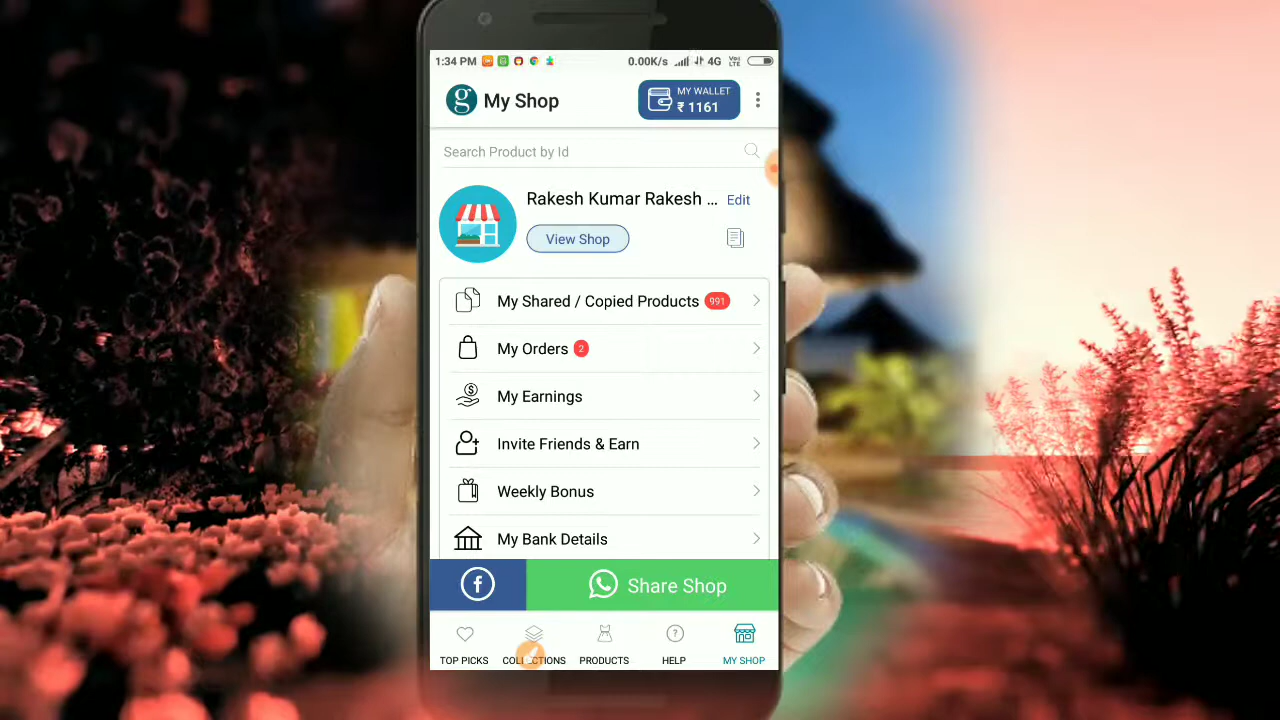 1:34 PM
0.00K/s 4G Vo) LTE
g My Shop
MY WALLET
₹ 1161
Search Product by Id
Rakesh Kumar Rakesh ...
Edit
View Shop
My Shared / Copied Products 991
My Orders 2
My Earnings
Invite Friends & Earn
Weekly Bonus
My Bank Details
f
Share Shop
TOP PICKS
COLLECTIONS
PRODUCTS
? HELP
MY SHOP